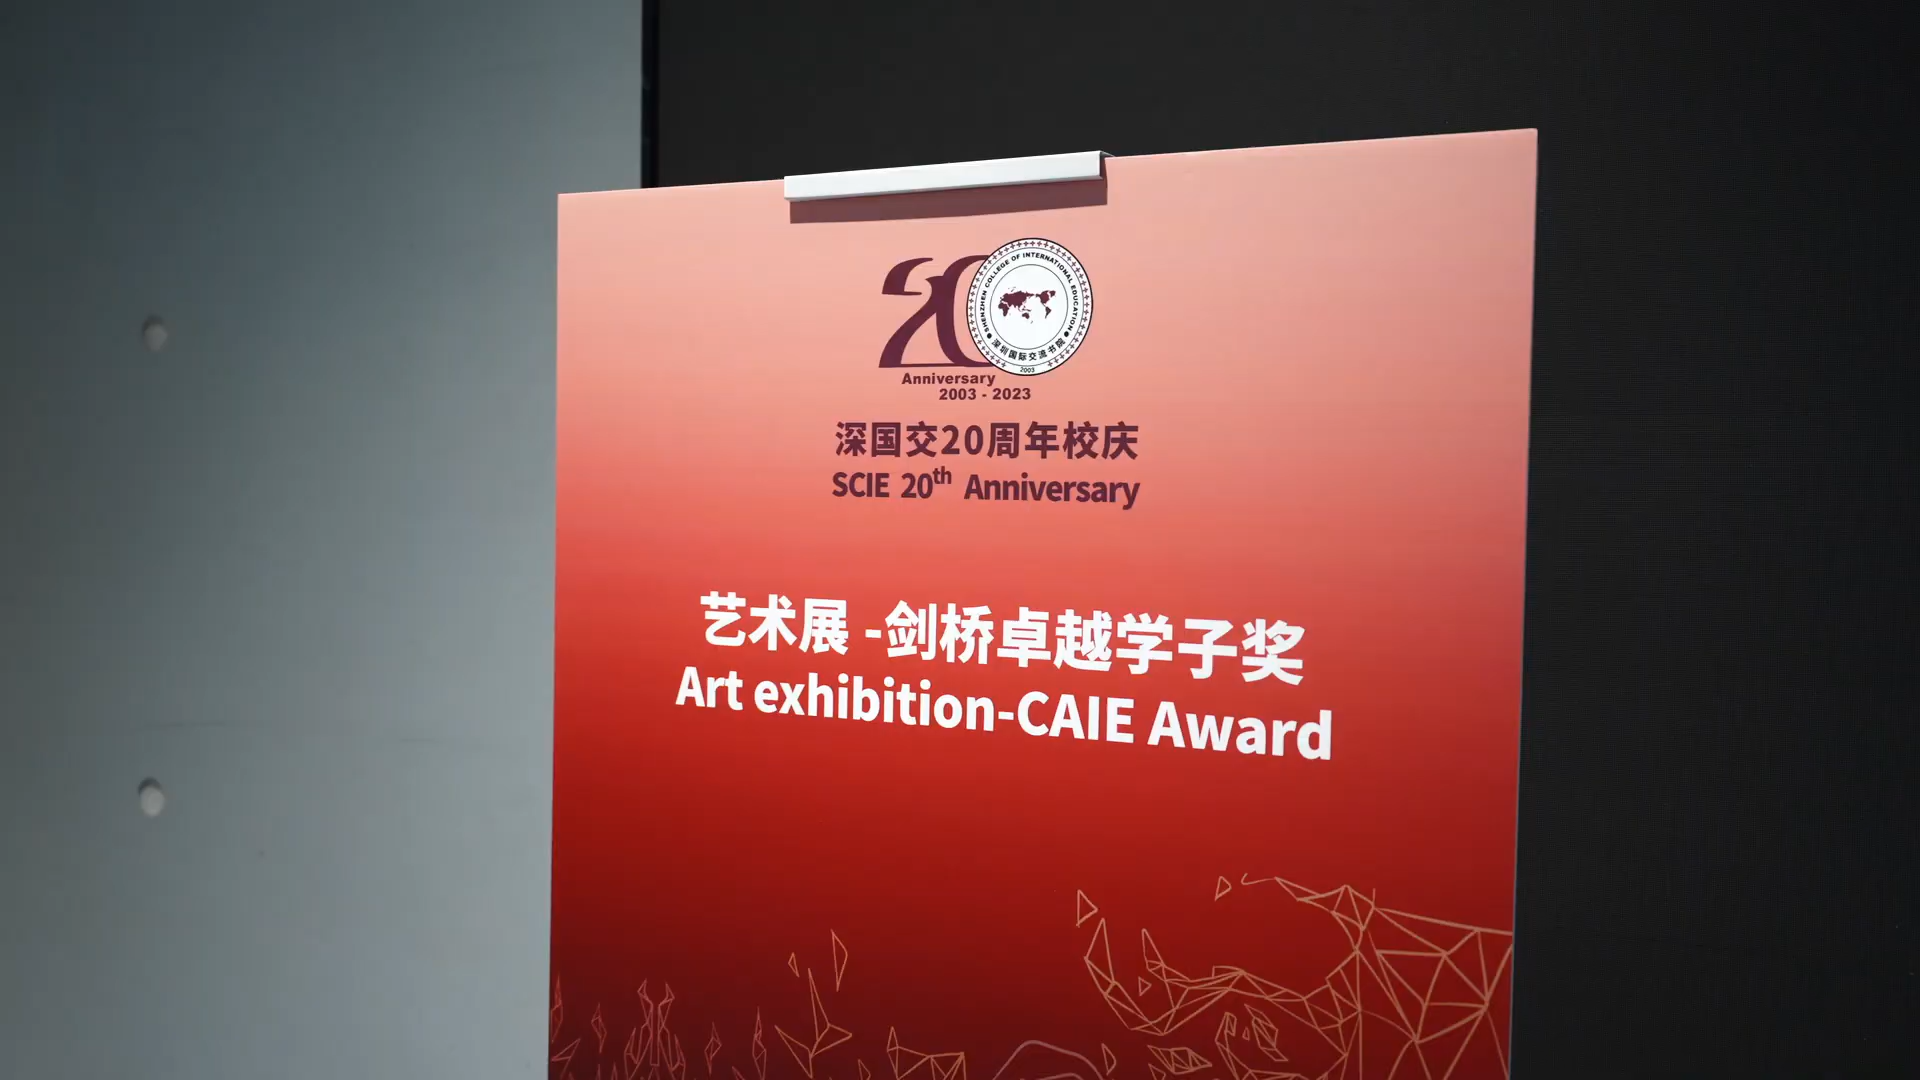 20
SHENZHEN COLLEGE OF INTERNATIONAL EDUCATION
深圳国际交流书院
2003
Anniversary
2003 - 2023
深国交20周年校庆
SCIE 20th Anniversary
艺术展 -剑桥卓越学子奖
Art exhibition-CAIE Award